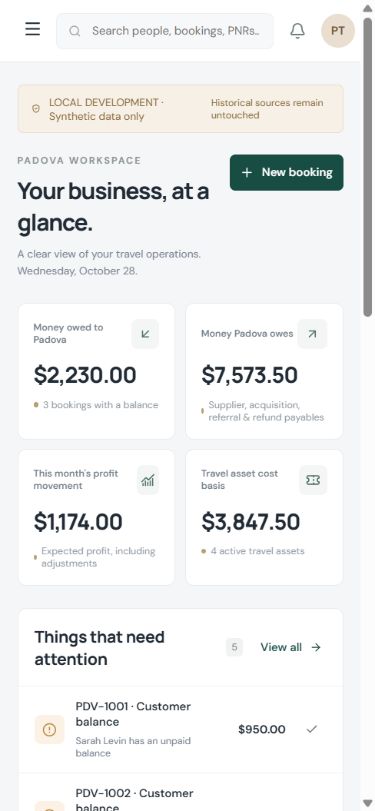 Search people, bookings, PNRs..
PT
LOCAL DEVELOPMENT ·
Synthetic data only
Historical sources remain
untouched
PADOVA WORKSPACE
Your business, at a
glance.
New booking
A clear view of your travel operations.
Wednesday, October 28.
Money owed to
Padova
$2,230.00
3 bookings with a balance
Money Padova owes
$7,573.50
Supplier, acquisition,
referral & refund payables
This month's profit
movement
$1,174.00
Expected profit, including
adjustments
Travel asset cost
basis
$3,847.50
4 active travel assets
Things that need
attention
5
View all
PDV-1001 · Customer
balance
Sarah Levin has an unpaid
balance
$950.00
PDV-1002 · Customer
balance